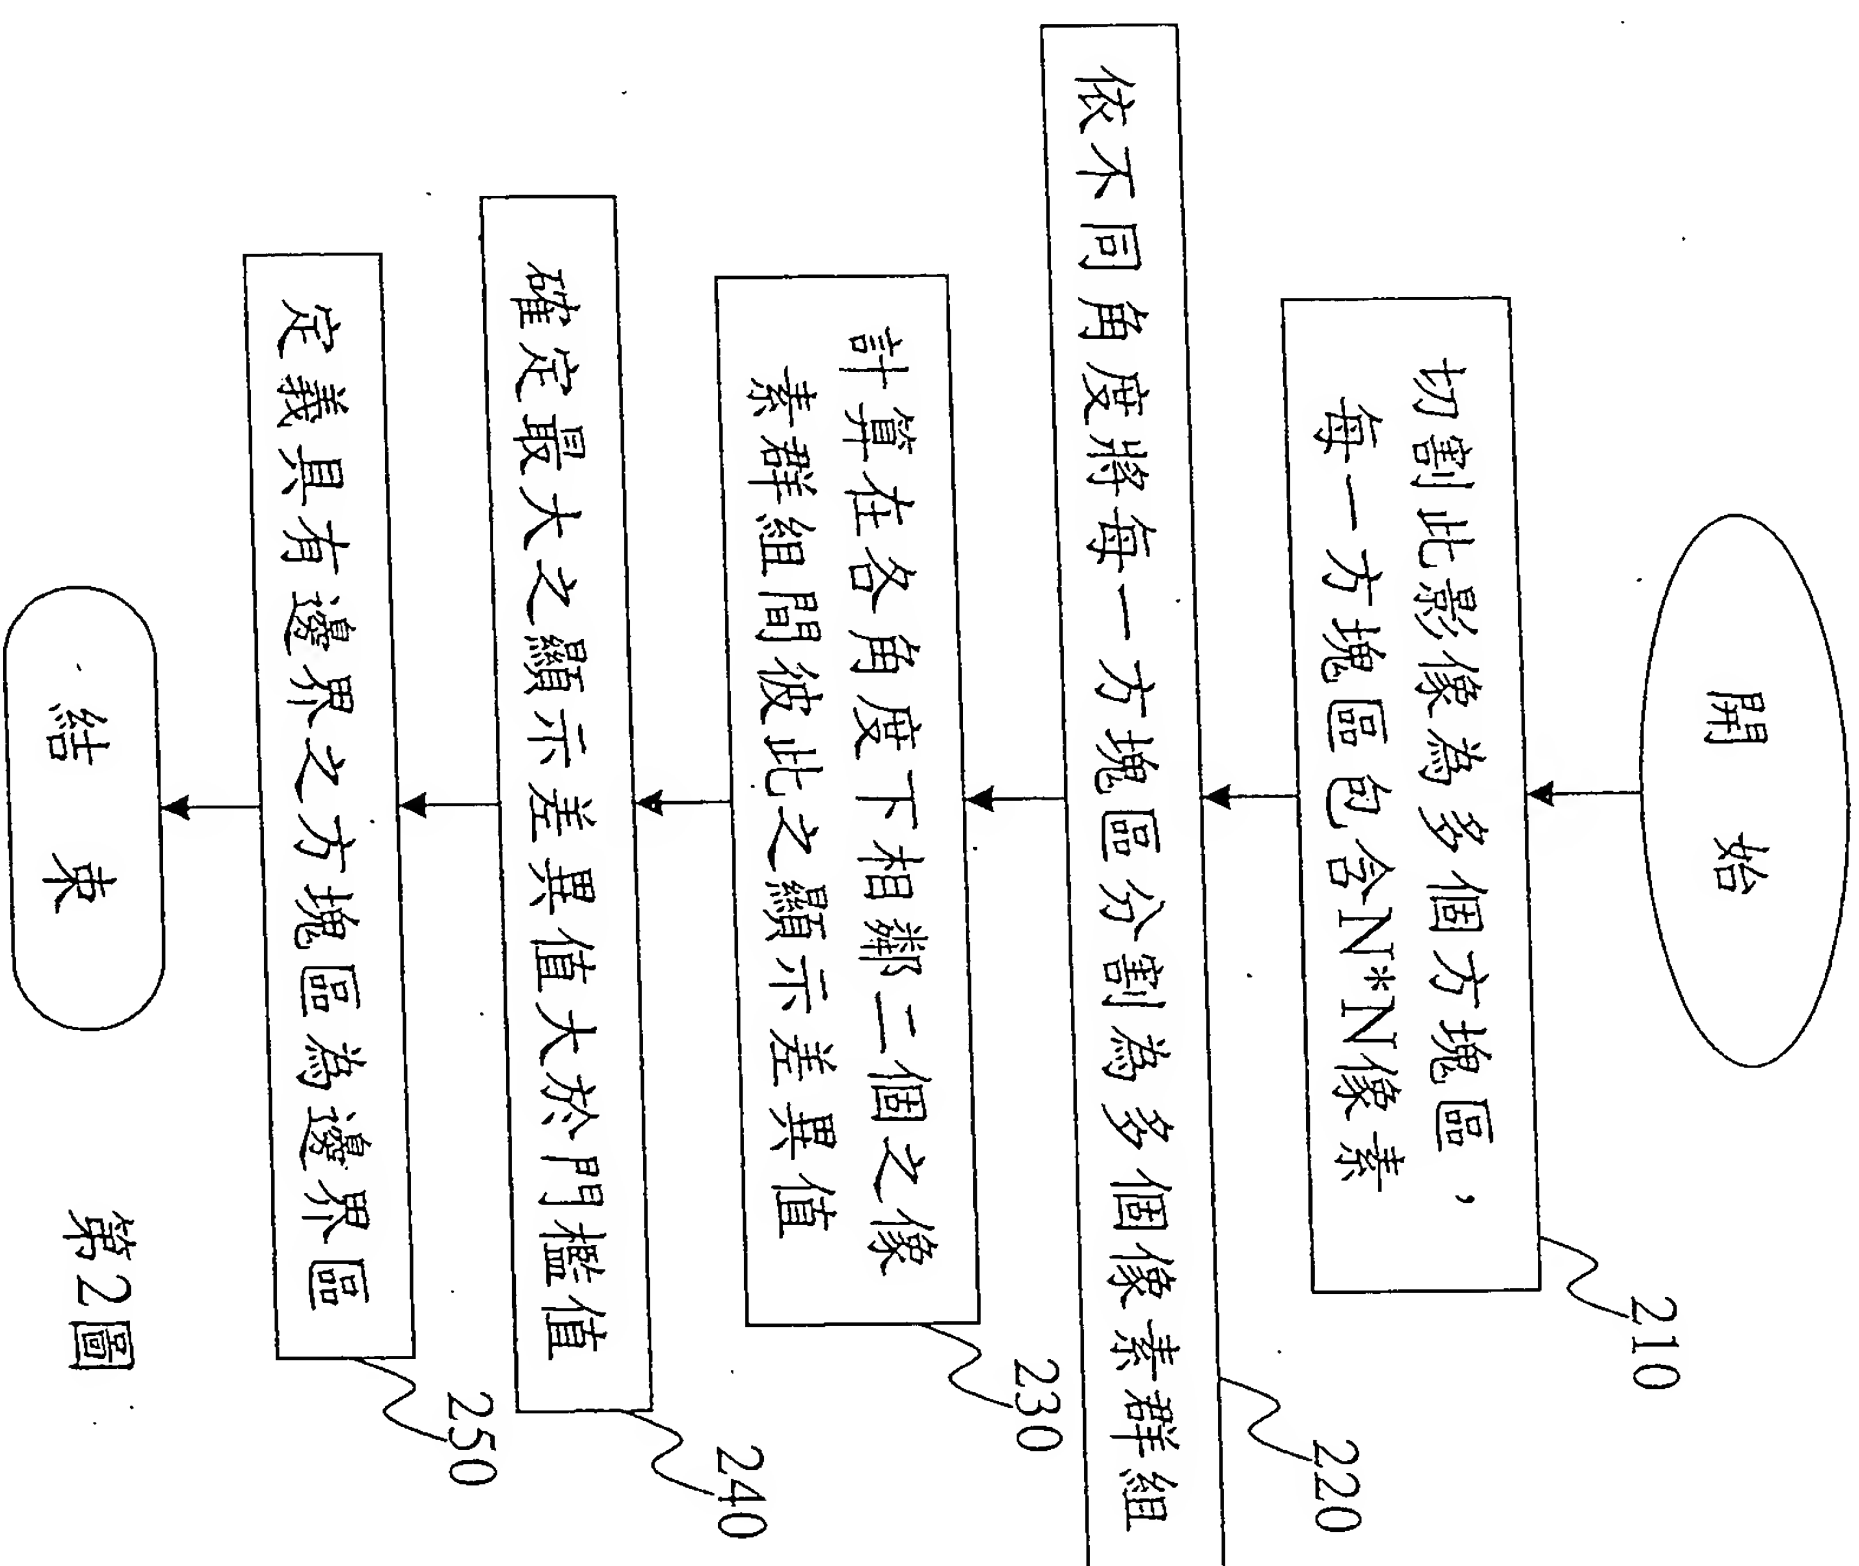 開始
切割此影像為多個方塊區，
每一方塊區包含N*N像素
210
依不同角度將每一方塊區分割為多個像素群組
220
計算在各角度下相鄰二個之像
素群組間彼此之顯示差異值
230
確定最大之顯示差異值大於門檻值
240
定義具有邊界之方塊區為邊界區
250
結束
第2圖